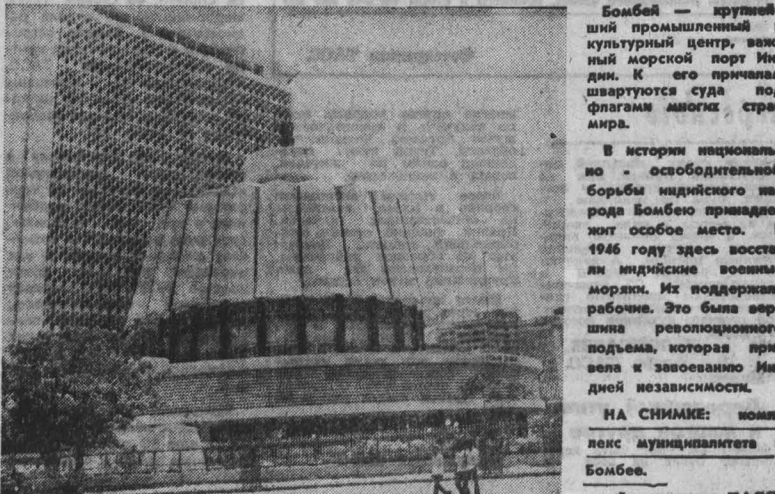 Бомбей — крупней
ший промышленный
культурный центр, важ
ный морской порт Ин
дии. К его причала
швартуются суда по
флагами многих стра
мира.
В истории националь
но - освободительно
борьбы индийского на
рода Бомбею принадле
жит особое место.
1946 году здесь восста
ли индийские военны
моряки. Их поддержал
рабочие. Это была вер
шина революционног
подъема, которая при
вела к завоеванию Ин
дией независимости.
НА СНИМКЕ: комп
лекс муниципалитета
Бомбее.